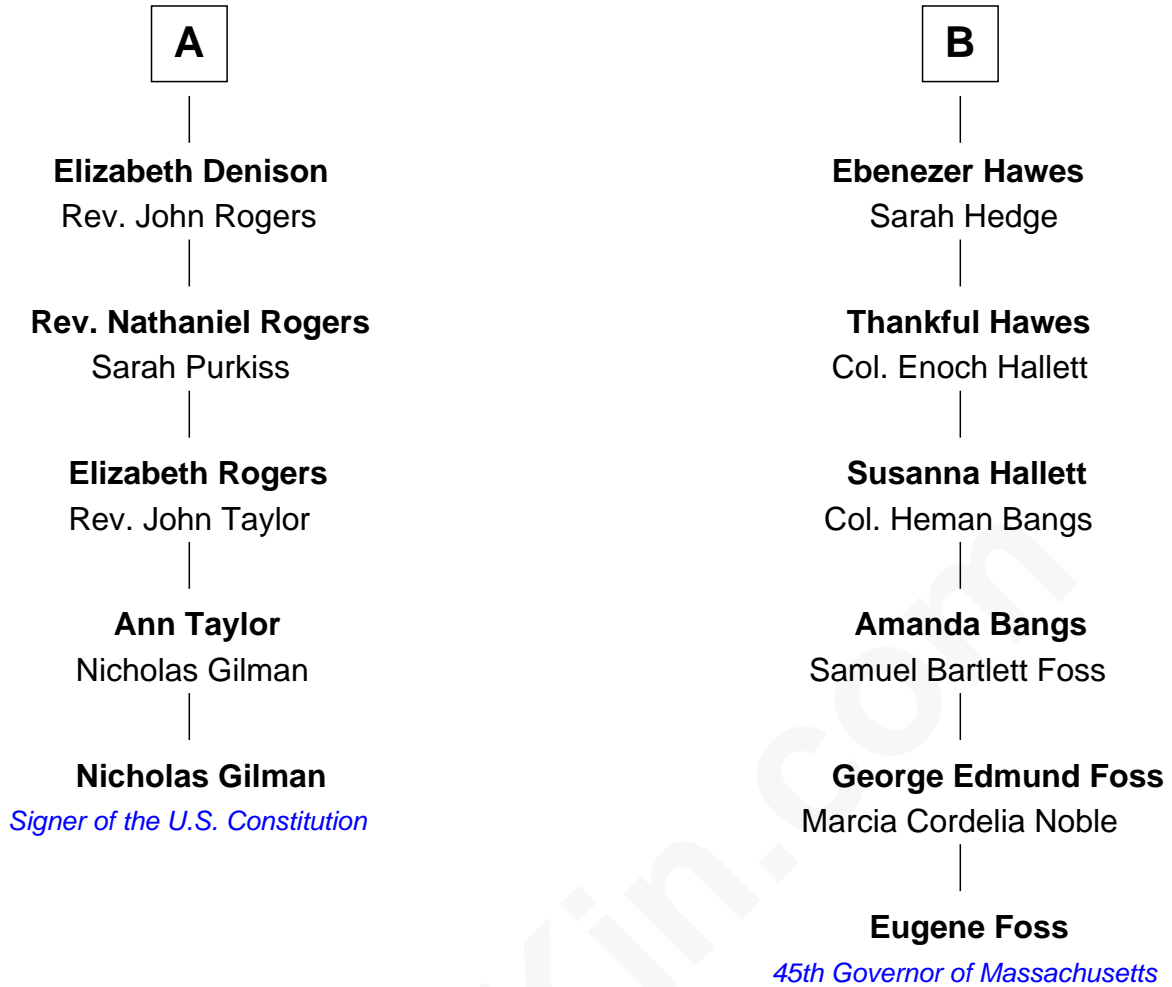 A
Elizabeth Denison
Rev. John Rogers
Rev. Nathaniel Rogers
Sarah Purkiss
Elizabeth Rogers
Rev. John Taylor
Ann Taylor
Nicholas Gilman
Nicholas Gilman
Signer of the U.S. Constitution
B
Ebenezer Hawes
Sarah Hedge
Thankful Hawes
Col. Enoch Hallett
Susanna Hallett
Col. Heman Bangs
Amanda Bangs
Samuel Bartlett Foss
George Edmund Foss
Marcia Cordelia Noble
Eugene Foss
45th Governor of Massachusetts